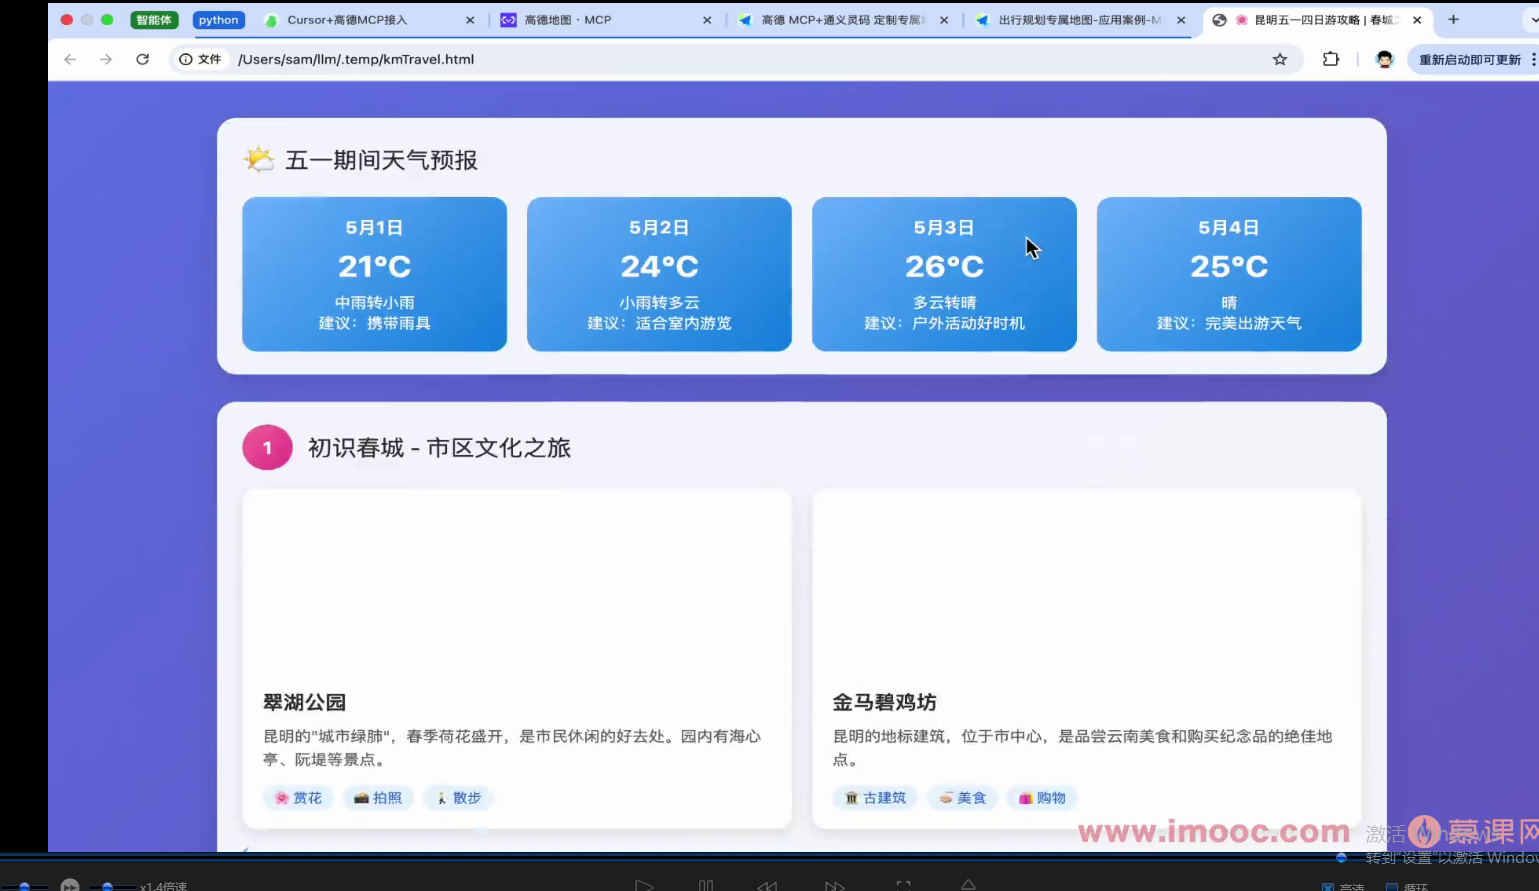 智能体 python Cursor+高德MCP接入 高德地图 · MCP 高德 MCP+通义灵码 定制专属 出行规划专属地图-应用案例-M 昆明五一四日游攻略 | 春城
文件 /Users/sam/llm/.temp/kmTravel.html 重新启动即可更新
五一期间天气预报
5月1日 5月2日 5月3日 5月4日
21°C 24°C 26°C 25°C
中雨转小雨 小雨转多云 多云转晴 晴
建议：携带雨具 建议：适合室内游览 建议：户外活动好时机 建议：完美出游天气
1 初识春城 - 市区文化之旅
翠湖公园
昆明的"城市绿肺"，春季荷花盛开，是市民休闲的好去处。园内有海心
亭、阮堤等景点。
赏花 拍照 散步
金马碧鸡坊
昆明的地标建筑，位于市中心，是品尝云南美食和购买纪念品的绝佳地
点。
古建筑 美食 购物
www.imooc.com 慕课网
激活 Windows
转到"设置"以激活 Windo
x1.4倍速 高清 循环